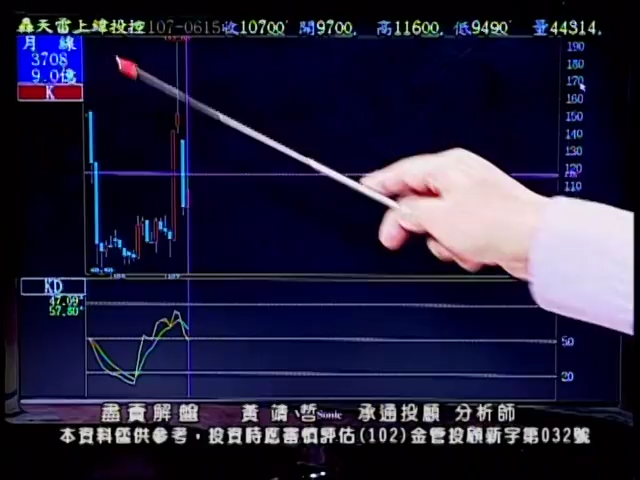 轟天雷上緯投控107-0615收10700 開9700 高11600 低9490 量44314
月 線
3708
9.0億
K
190
180
170
160
150
140
130
120
110
KD
47.09
57.80
50
20
盡責解盤 黃靖哲 承通投顧 分析師
本資料僅供參考，投資時應審慎評估(102)金管投顧新字第032號